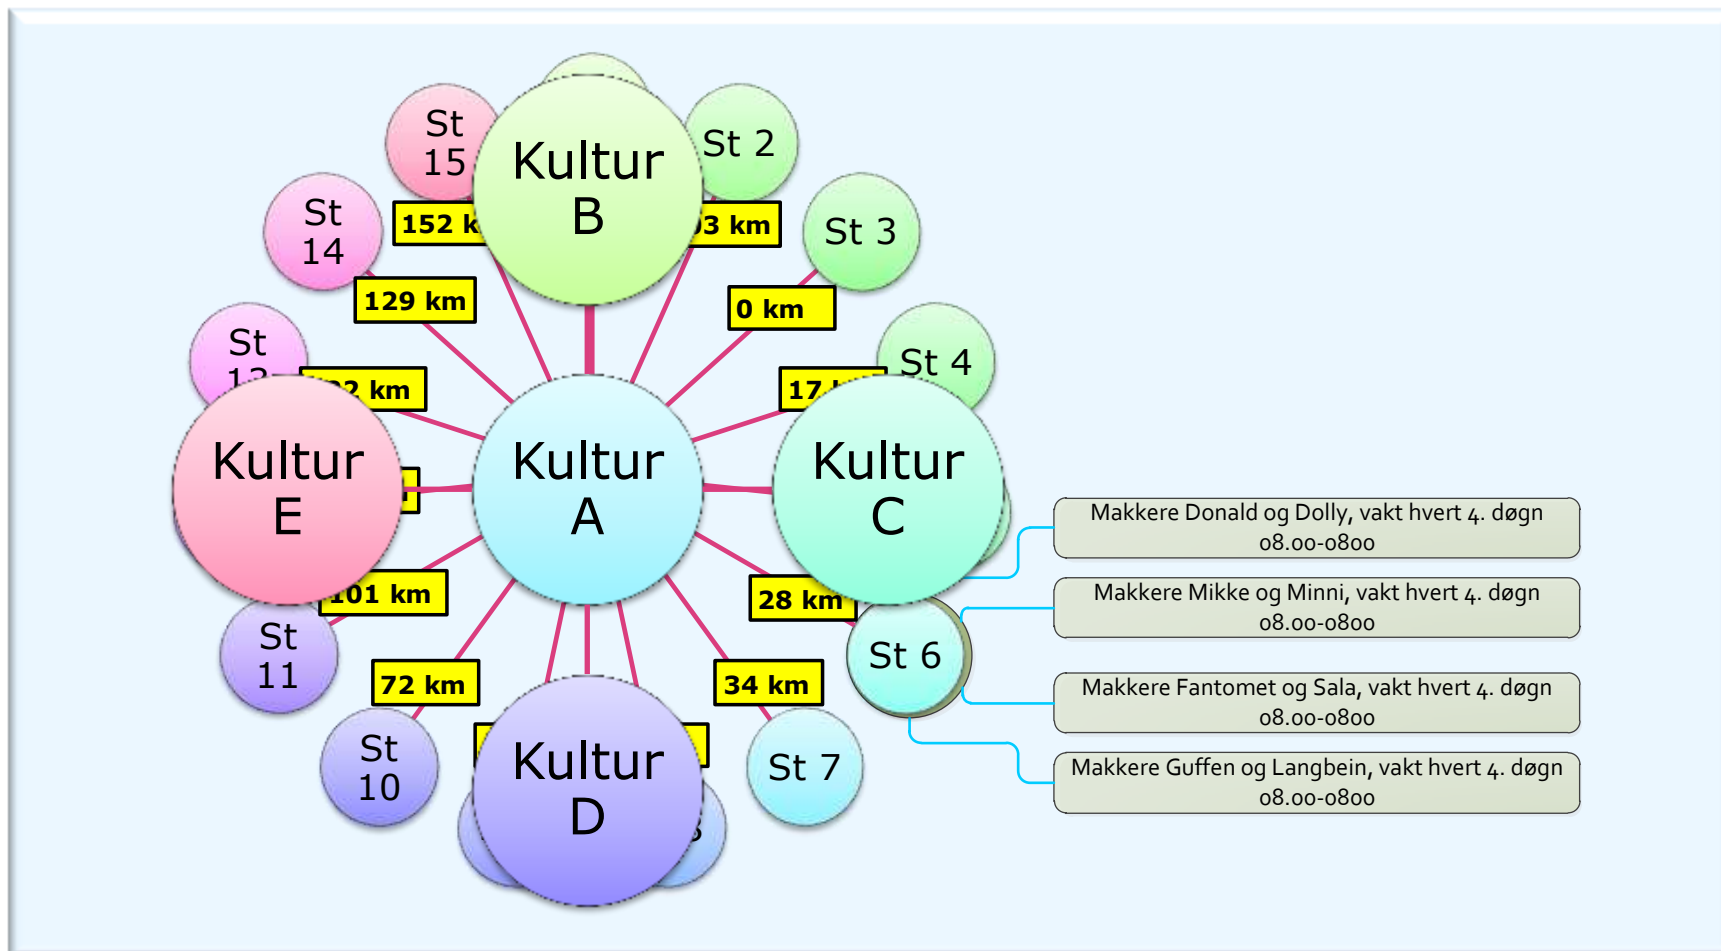 St
15
Kultur
B
St 2
St
14
152
km
St 3
129 km
0 km
St
km
17
St 4
Kultur
E
Kultur
A
Kultur
C
Makkere Donald og Dolly, vakt hvert 4. døgn
08.00-0800
101 km
28 km
Makkere Mikke og Minni, vakt hvert 4. døgn
08.00-0800
St
11
St 6
72 km
34 km
Makkere Fantomet og Sala, vakt hvert 4. døgn
08.00-0800
St
10
Kultur
D
St 7
Makkere Guffen og Langbein, vakt hvert 4. døgn
08.00-0800